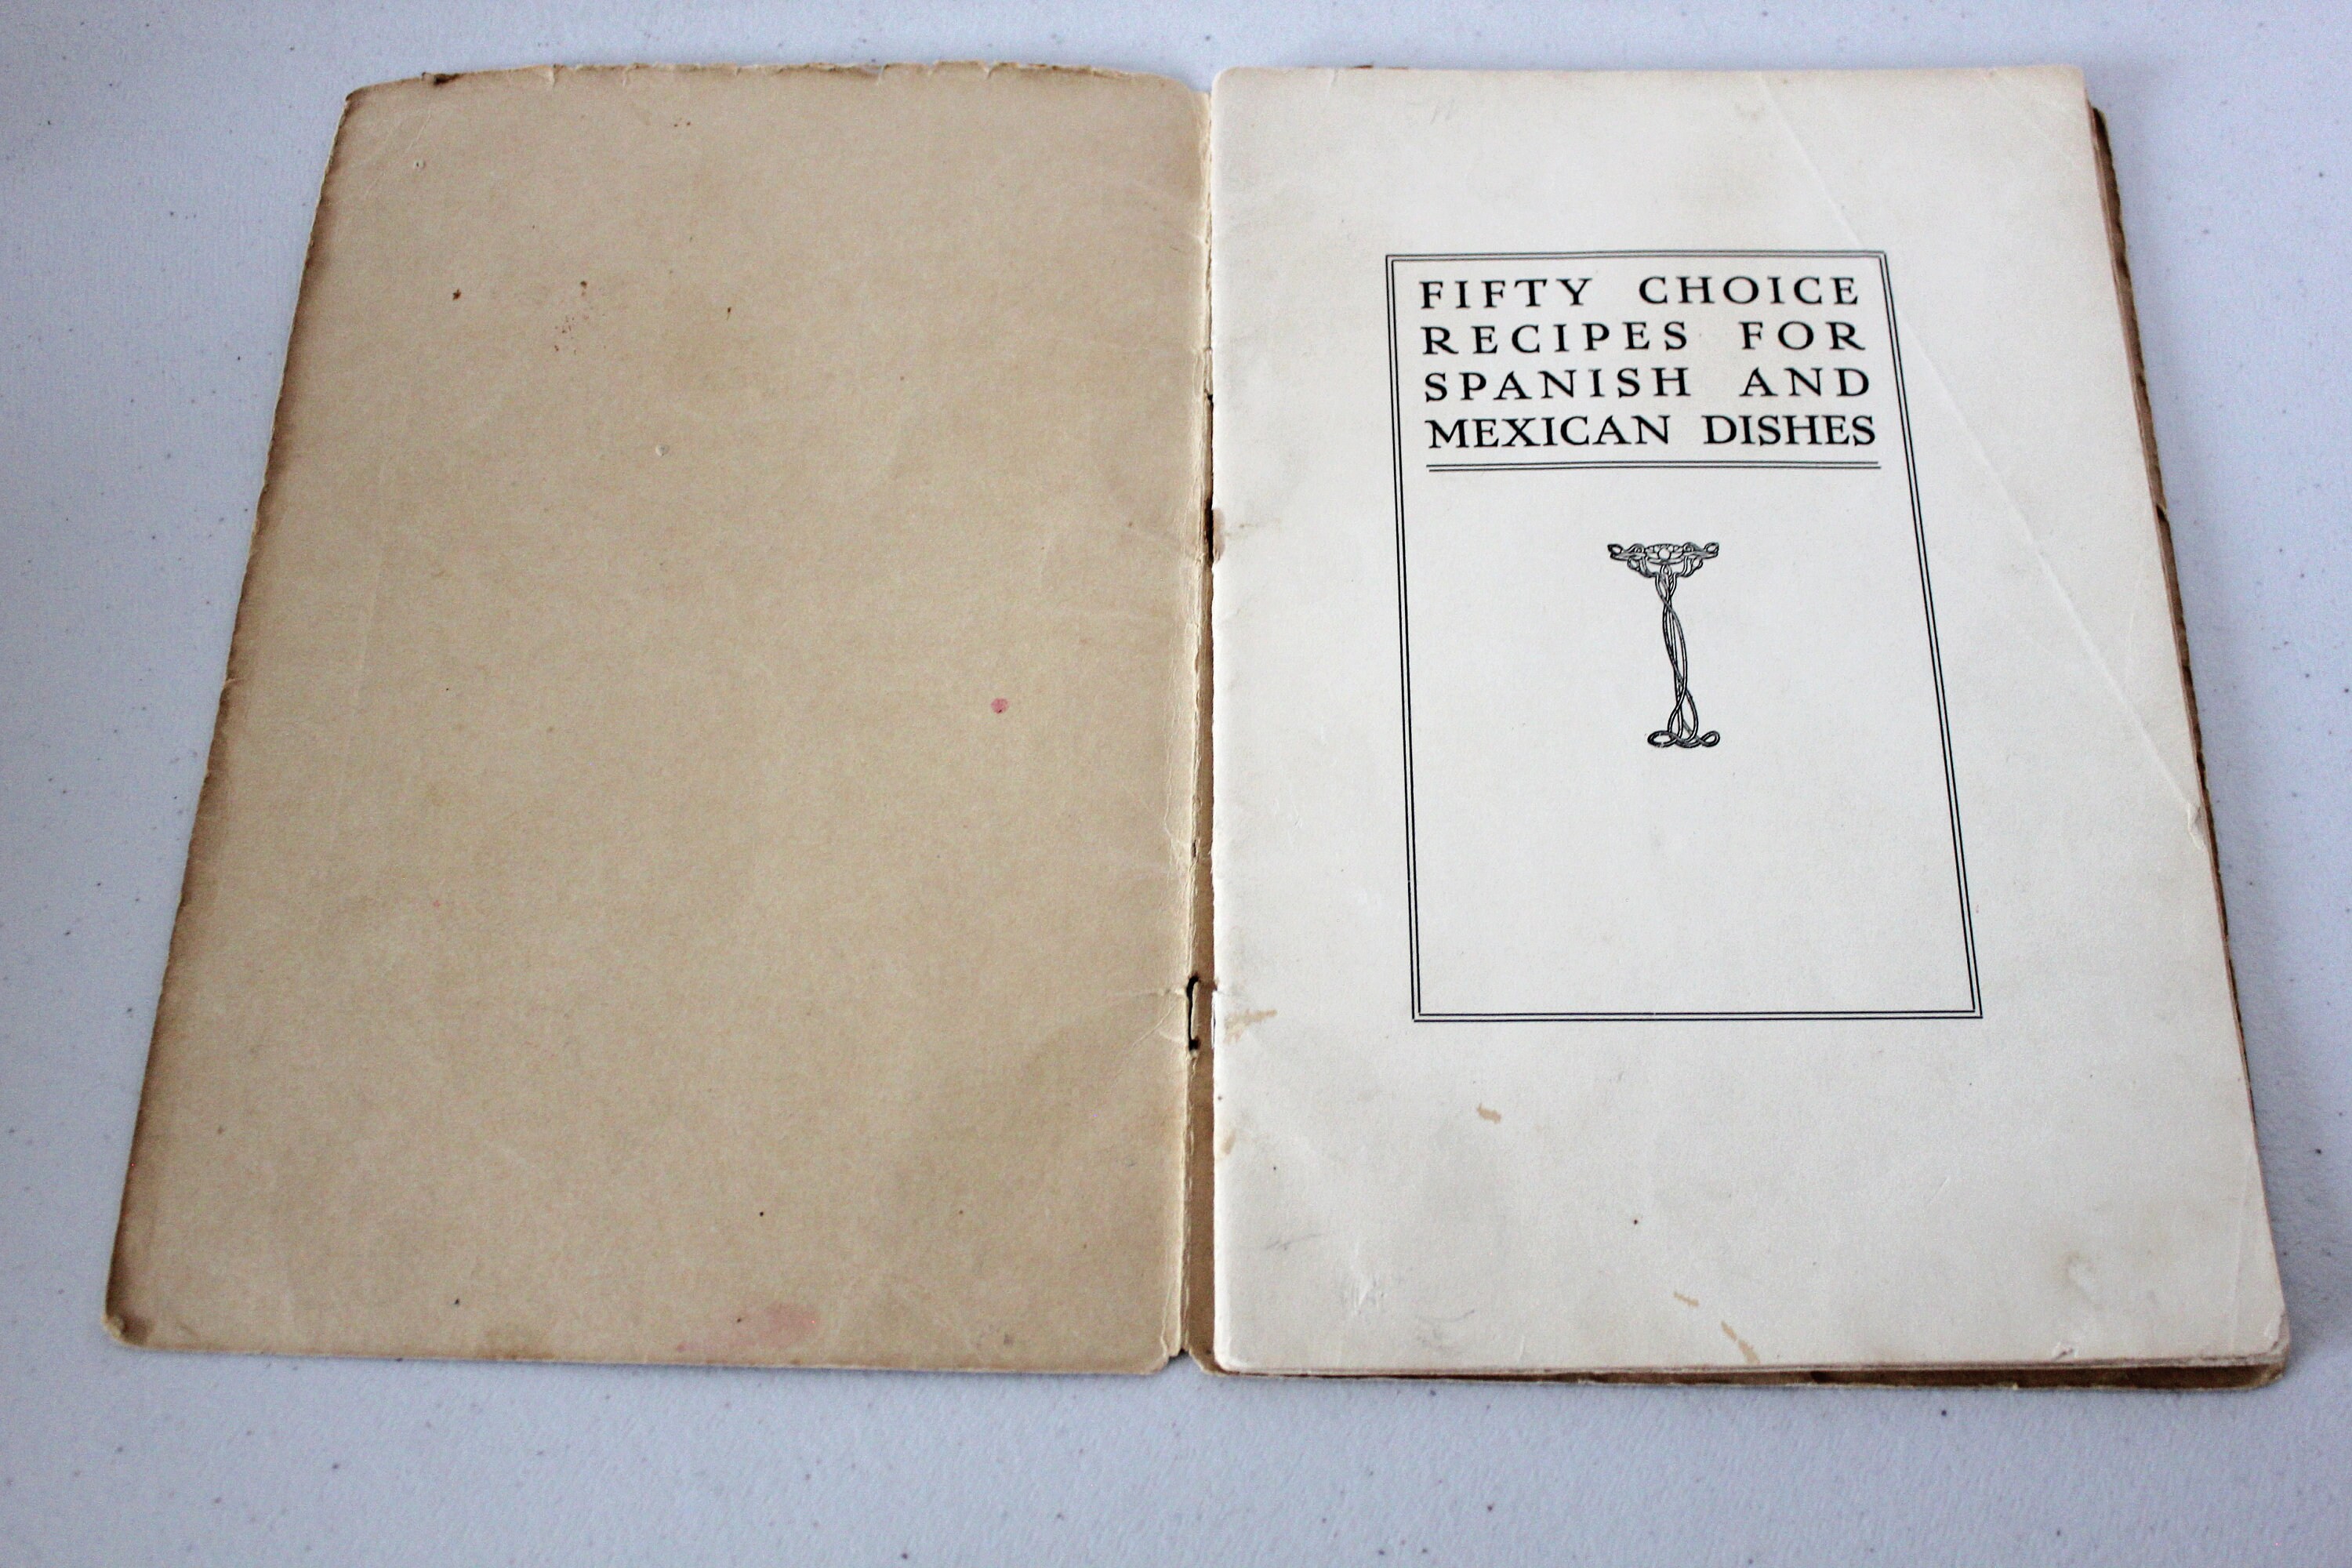 FIFTY CHOICE
RECIPES FOR
SPANISH AND
MEXICAN DISHES